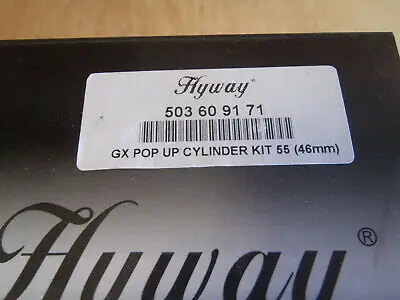 Hyway®
503 60 91 71
GX POP UP CYLINDER KIT 55 (46mm)
Hyway®